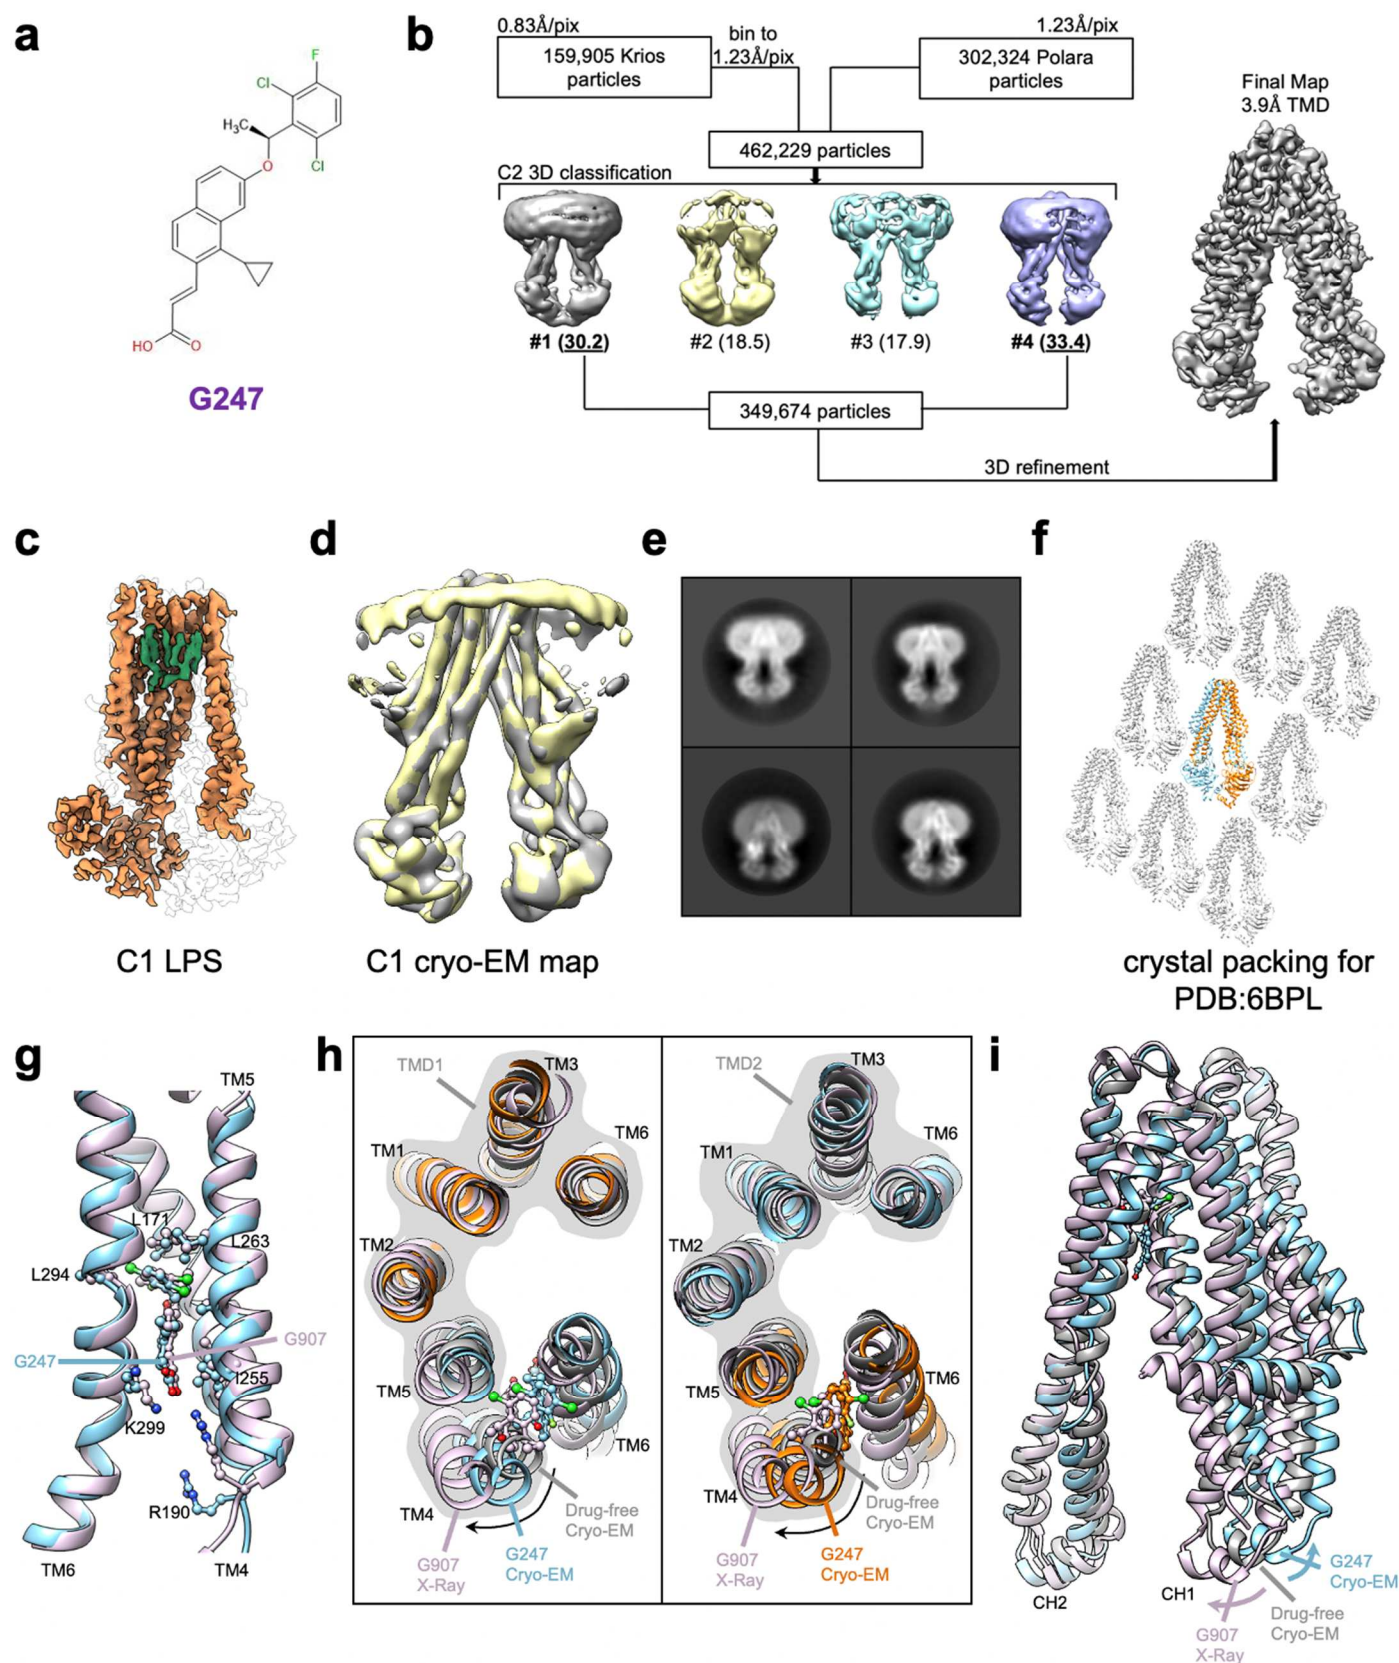 a
F
Cl
H₃C
Cl
O
HO
O
G247
b
0.83Å/pix
159,905 Krios
particles
bin to
1.23Å/pix
1.23Å/pix
302,324 Polara
particles
462,229 particles
C2 3D classification
#1 (30.2)
#2 (18.5)
#3 (17.9)
#4 (33.4)
349,674 particles
3D refinement
Final Map
3.9Å TMD
c
C1 LPS
d
C1 cryo-EM map
e
f
crystal packing for
PDB:6BPL
g
TM5
L171
L263
L294
G907
G247
I255
K299
R190
TM6
TM4
h
TMD1
TM3
TM1
TM6
TM2
TM5
TM6
TM4
Drug-free
Cryo-EM
G907
X-Ray
G247
Cryo-EM
TMD2
TM3
TM6
TM1
TM2
TM5
TM6
TM4
Drug-free
Cryo-EM
G907
X-Ray
G247
Cryo-EM
i
CH2
CH1
G247
Cryo-EM
Drug-free
Cryo-EM
G907
X-Ray